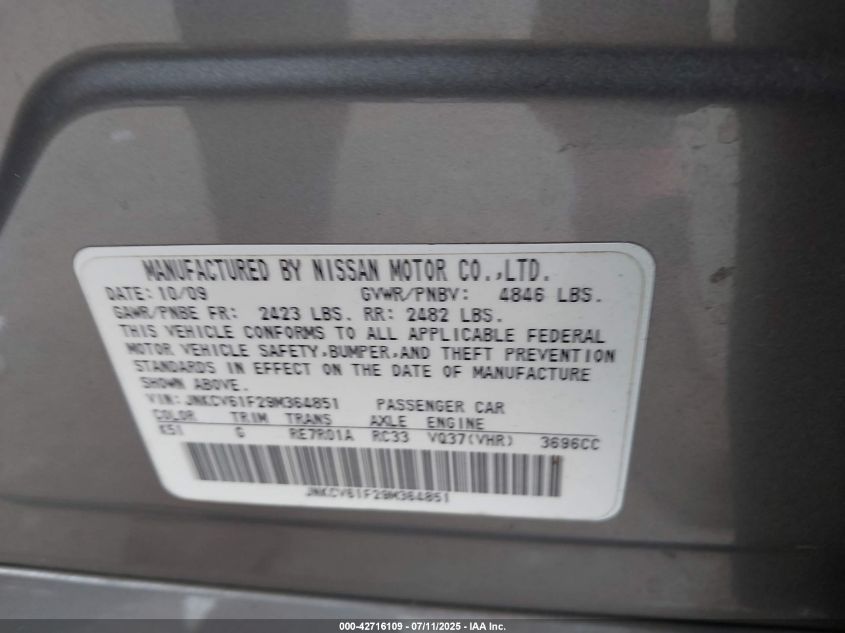 MANUFACTURED BY NISSAN MOTOR CO.,LTD.
DATE: 10/09 GVWR/PNBV: 4846 LBS.
GAWR/PNBE FR: 2423 LBS. RR: 2482 LBS.
THIS VEHICLE CONFORMS TO ALL APPLICABLE FEDERAL
MOTOR VEHICLE SAFETY,BUMPER,AND THEFT PREVENTION
STANDARDS IN EFFECT ON THE DATE OF MANUFACTURE
SHOWN ABOVE.
VIN: JNKCV61F29M364851 PASSENGER CAR
COLOR TRIM TRANS AXLE ENGINE
K51 G RE7R01A RC33 VQ37(VHR) 3696CC
JNKCV61F29M364851
000-42716109 - 07/11/2025 - IAA Inc.